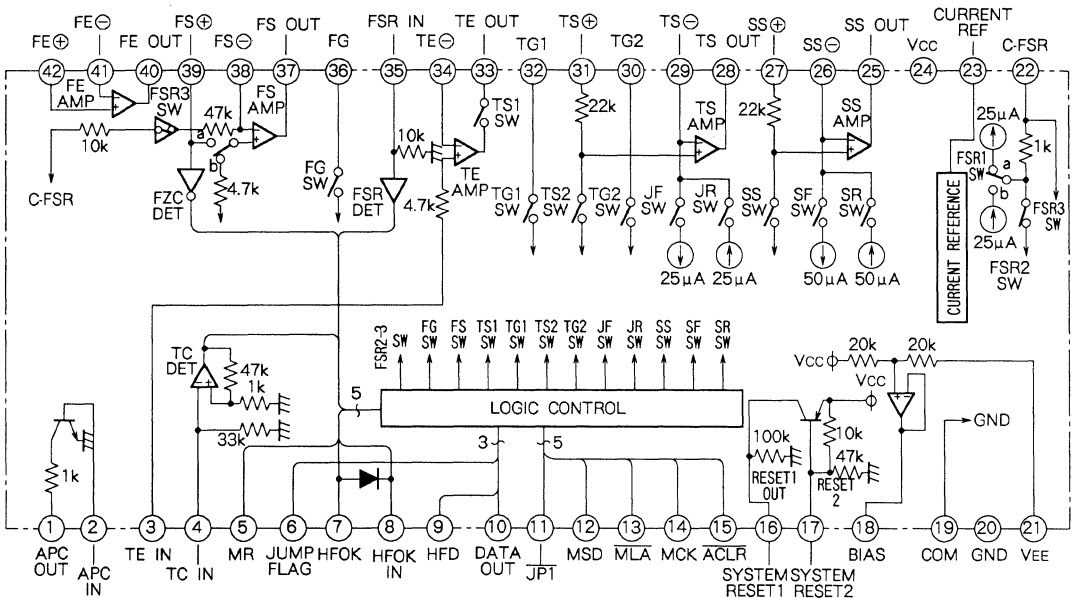 FE⊖ FS⊕ FS OUT FSR IN TE OUT TS⊕ TS⊖ SS⊕ SS OUT CURRENT REF
FE⊕ FE OUT FS⊖ FG TE⊖ TG1 TG2 TS OUT SS⊖ Vcc C-FSR
42 41 40 39 38 37 36 35 34 33 32 31 30 29 28 27 26 25 24 23 22
FE AMP
FSR3 SW
47k
FS AMP
a
b
10k
C-FSR
FZC DET
4.7k
FG SW
FSR DET
10k
4.7k
TE AMP
TS1 SW
22k
TS AMP
22k
SS AMP
TG1 SW
TS2 SW
TG2 SW
JF SW
JR SW
SS SW
SF SW
SR SW
25μA
25μA
50μA
50μA
CURRENT REFERENCE
25μA
FSR1 SW
a
b
25μA
1k
FSR3 SW
FSR2 SW
FSR2-3 SW
FG SW
FS SW
TS1 SW
TG1 SW
TS2 SW
TG2 SW
JF SW
JR SW
SS SW
SF SW
SR SW
TC DET
47k
1k
33k
5
LOGIC CONTROL
3
5
1k
Vcc
20k
20k
Vcc
100k
RESET1 OUT
10k
47k
RESET 2
GND
1 2 3 4 5 6 7 8 9 10 11 12 13 14 15 16 17 18 19 20 21
APC OUT
APC IN
TE IN
TC IN
MR
JUMP FLAG
HFOK
HFOK IN
HFD
DATA OUT
JP1
MSD
MLA
MCK
ACLR
SYSTEM RESET1
SYSTEM RESET2
BIAS
COM
GND
VEE